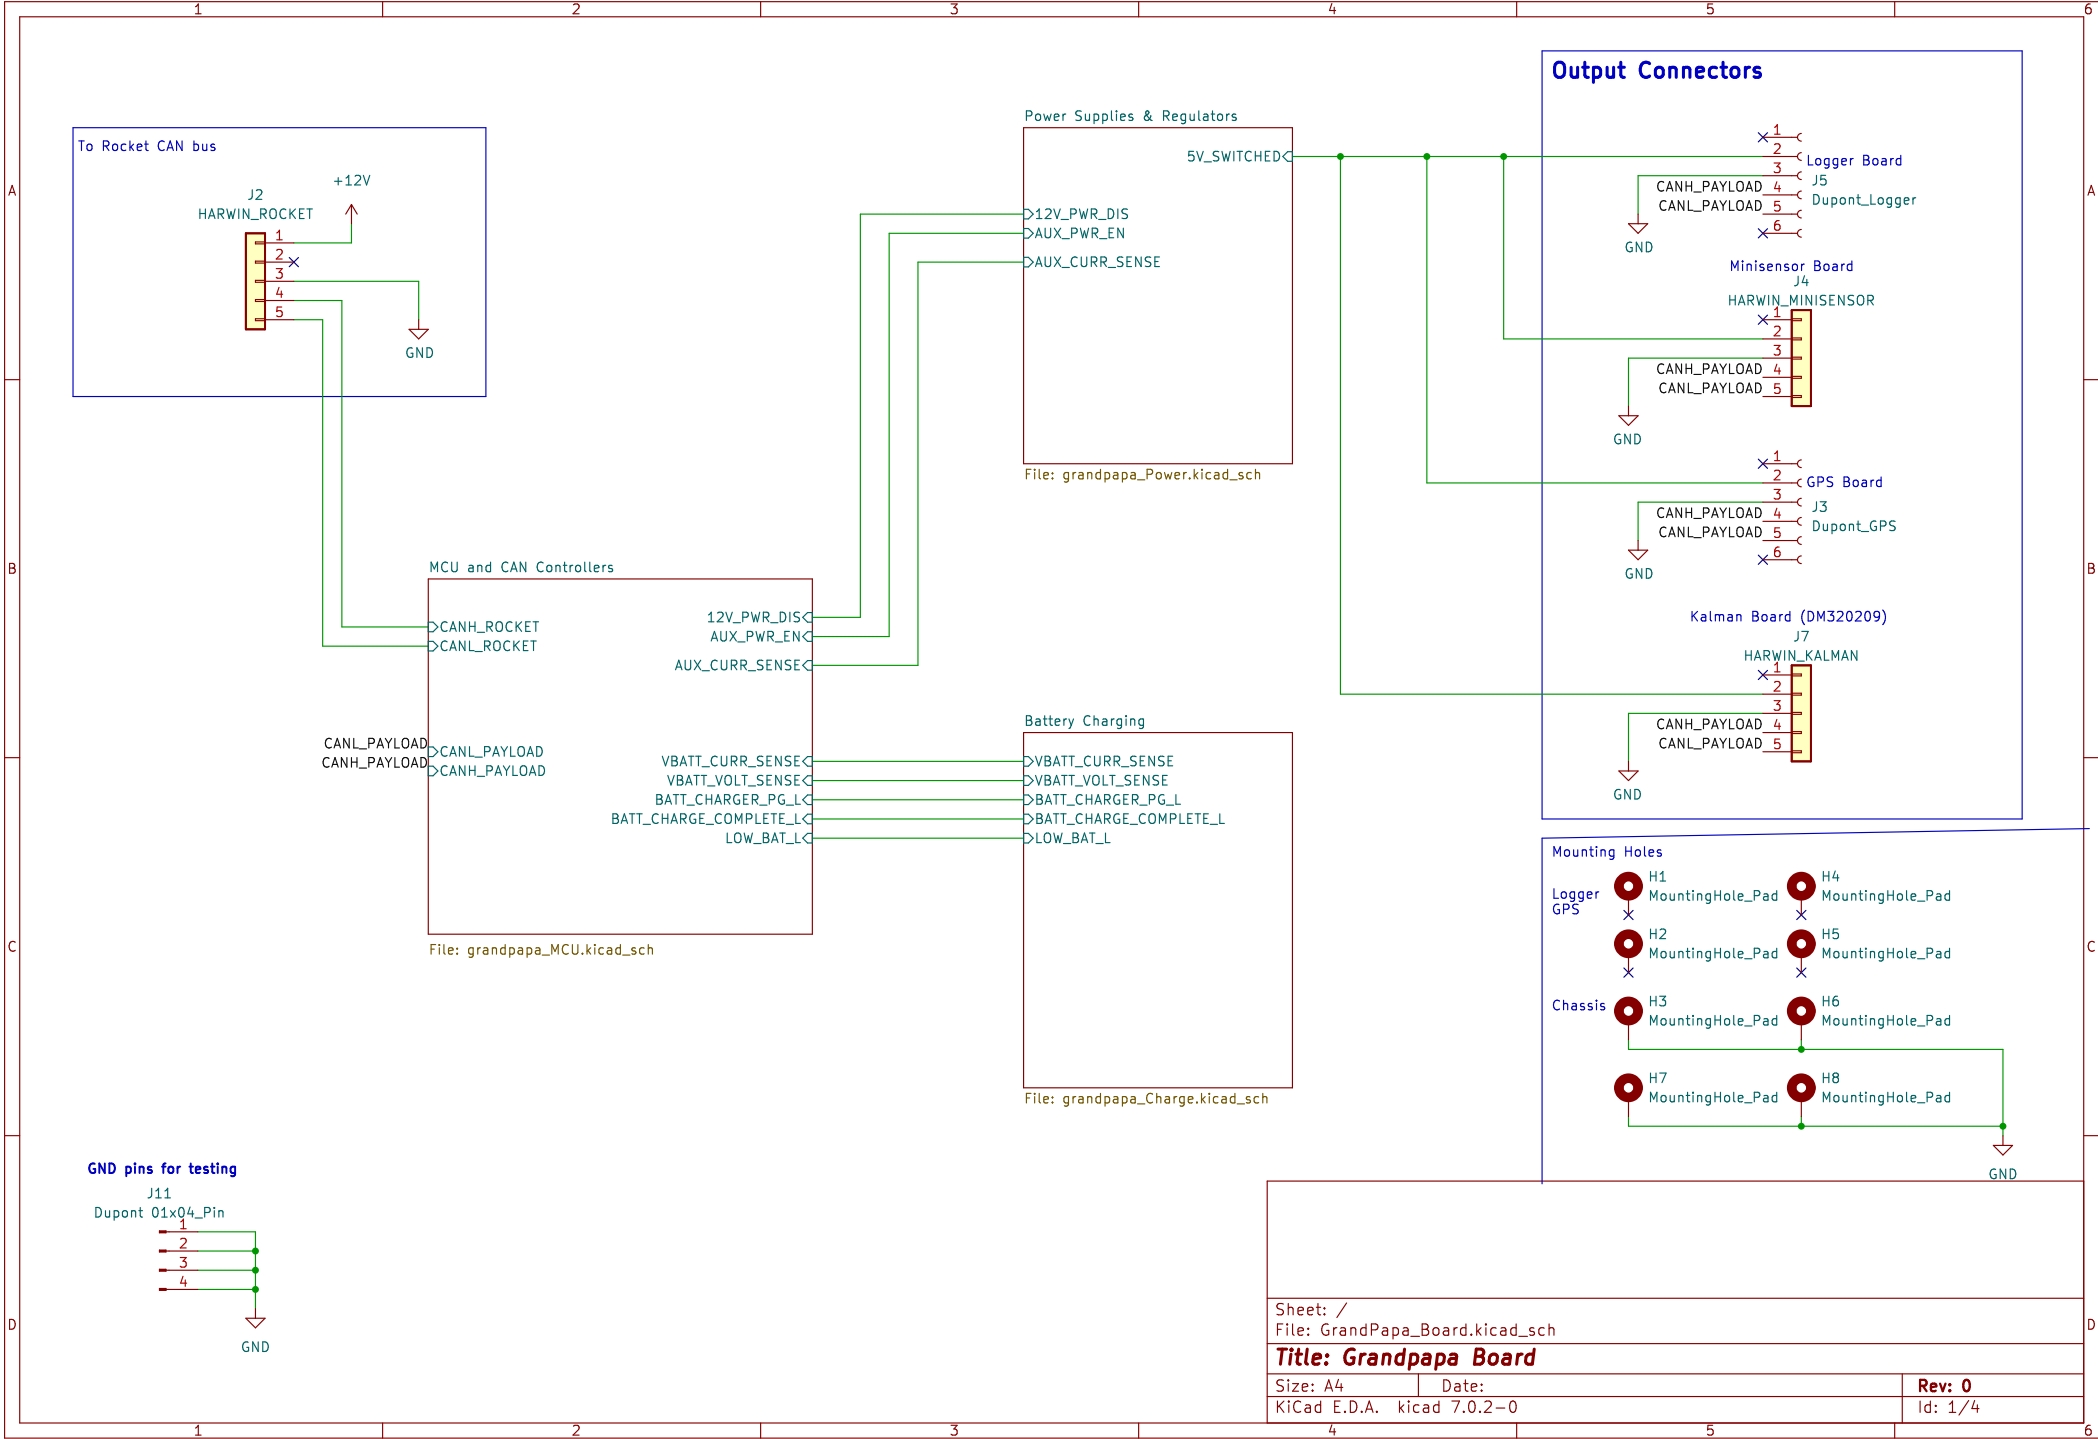 1 2 3 4 5 6
A
B
C
D
To Rocket CAN bus
J2
HARWIN_ROCKET
+12V
1
2
3
4
5
GND
MCU and CAN Controllers
CANH_ROCKET
CANL_ROCKET
CANL_PAYLOAD
CANH_PAYLOAD
CANL_PAYLOAD
CANH_PAYLOAD
12V_PWR_DIS
AUX_PWR_EN
AUX_CURR_SENSE
VBATT_CURR_SENSE
VBATT_VOLT_SENSE
BATT_CHARGER_PG_L
BATT_CHARGE_COMPLETE_L
LOW_BAT_L
File: grandpapa_MCU.kicad_sch
Power Supplies & Regulators
5V_SWITCHED
12V_PWR_DIS
AUX_PWR_EN
AUX_CURR_SENSE
File: grandpapa_Power.kicad_sch
Battery Charging
VBATT_CURR_SENSE
VBATT_VOLT_SENSE
BATT_CHARGER_PG_L
BATT_CHARGE_COMPLETE_L
LOW_BAT_L
File: grandpapa_Charge.kicad_sch
Output Connectors
1
2
3
4
5
6
Logger Board
J5
Dupont_Logger
CANH_PAYLOAD
CANL_PAYLOAD
GND
Minisensor Board
J4
HARWIN_MINISENSOR
1
2
3
4
5
CANH_PAYLOAD
CANL_PAYLOAD
GND
1
2
3
4
5
6
GPS Board
J3
Dupont_GPS
CANH_PAYLOAD
CANL_PAYLOAD
GND
Kalman Board (DM320209)
J7
HARWIN_KALMAN
1
2
3
4
5
CANH_PAYLOAD
CANL_PAYLOAD
GND
Mounting Holes
Logger
GPS
H1
MountingHole_Pad
H4
MountingHole_Pad
H2
MountingHole_Pad
H5
MountingHole_Pad
Chassis
H3
MountingHole_Pad
H6
MountingHole_Pad
H7
MountingHole_Pad
H8
MountingHole_Pad
GND
GND pins for testing
J11
Dupont 01x04_Pin
1
2
3
4
GND
Sheet: /
File: GrandPapa_Board.kicad_sch
Title: Grandpapa Board
Size: A4 Date: Rev: 0
KiCad E.D.A. kicad 7.0.2-0 Id: 1/4
A
B
C
D
1 2 3 4 5 6